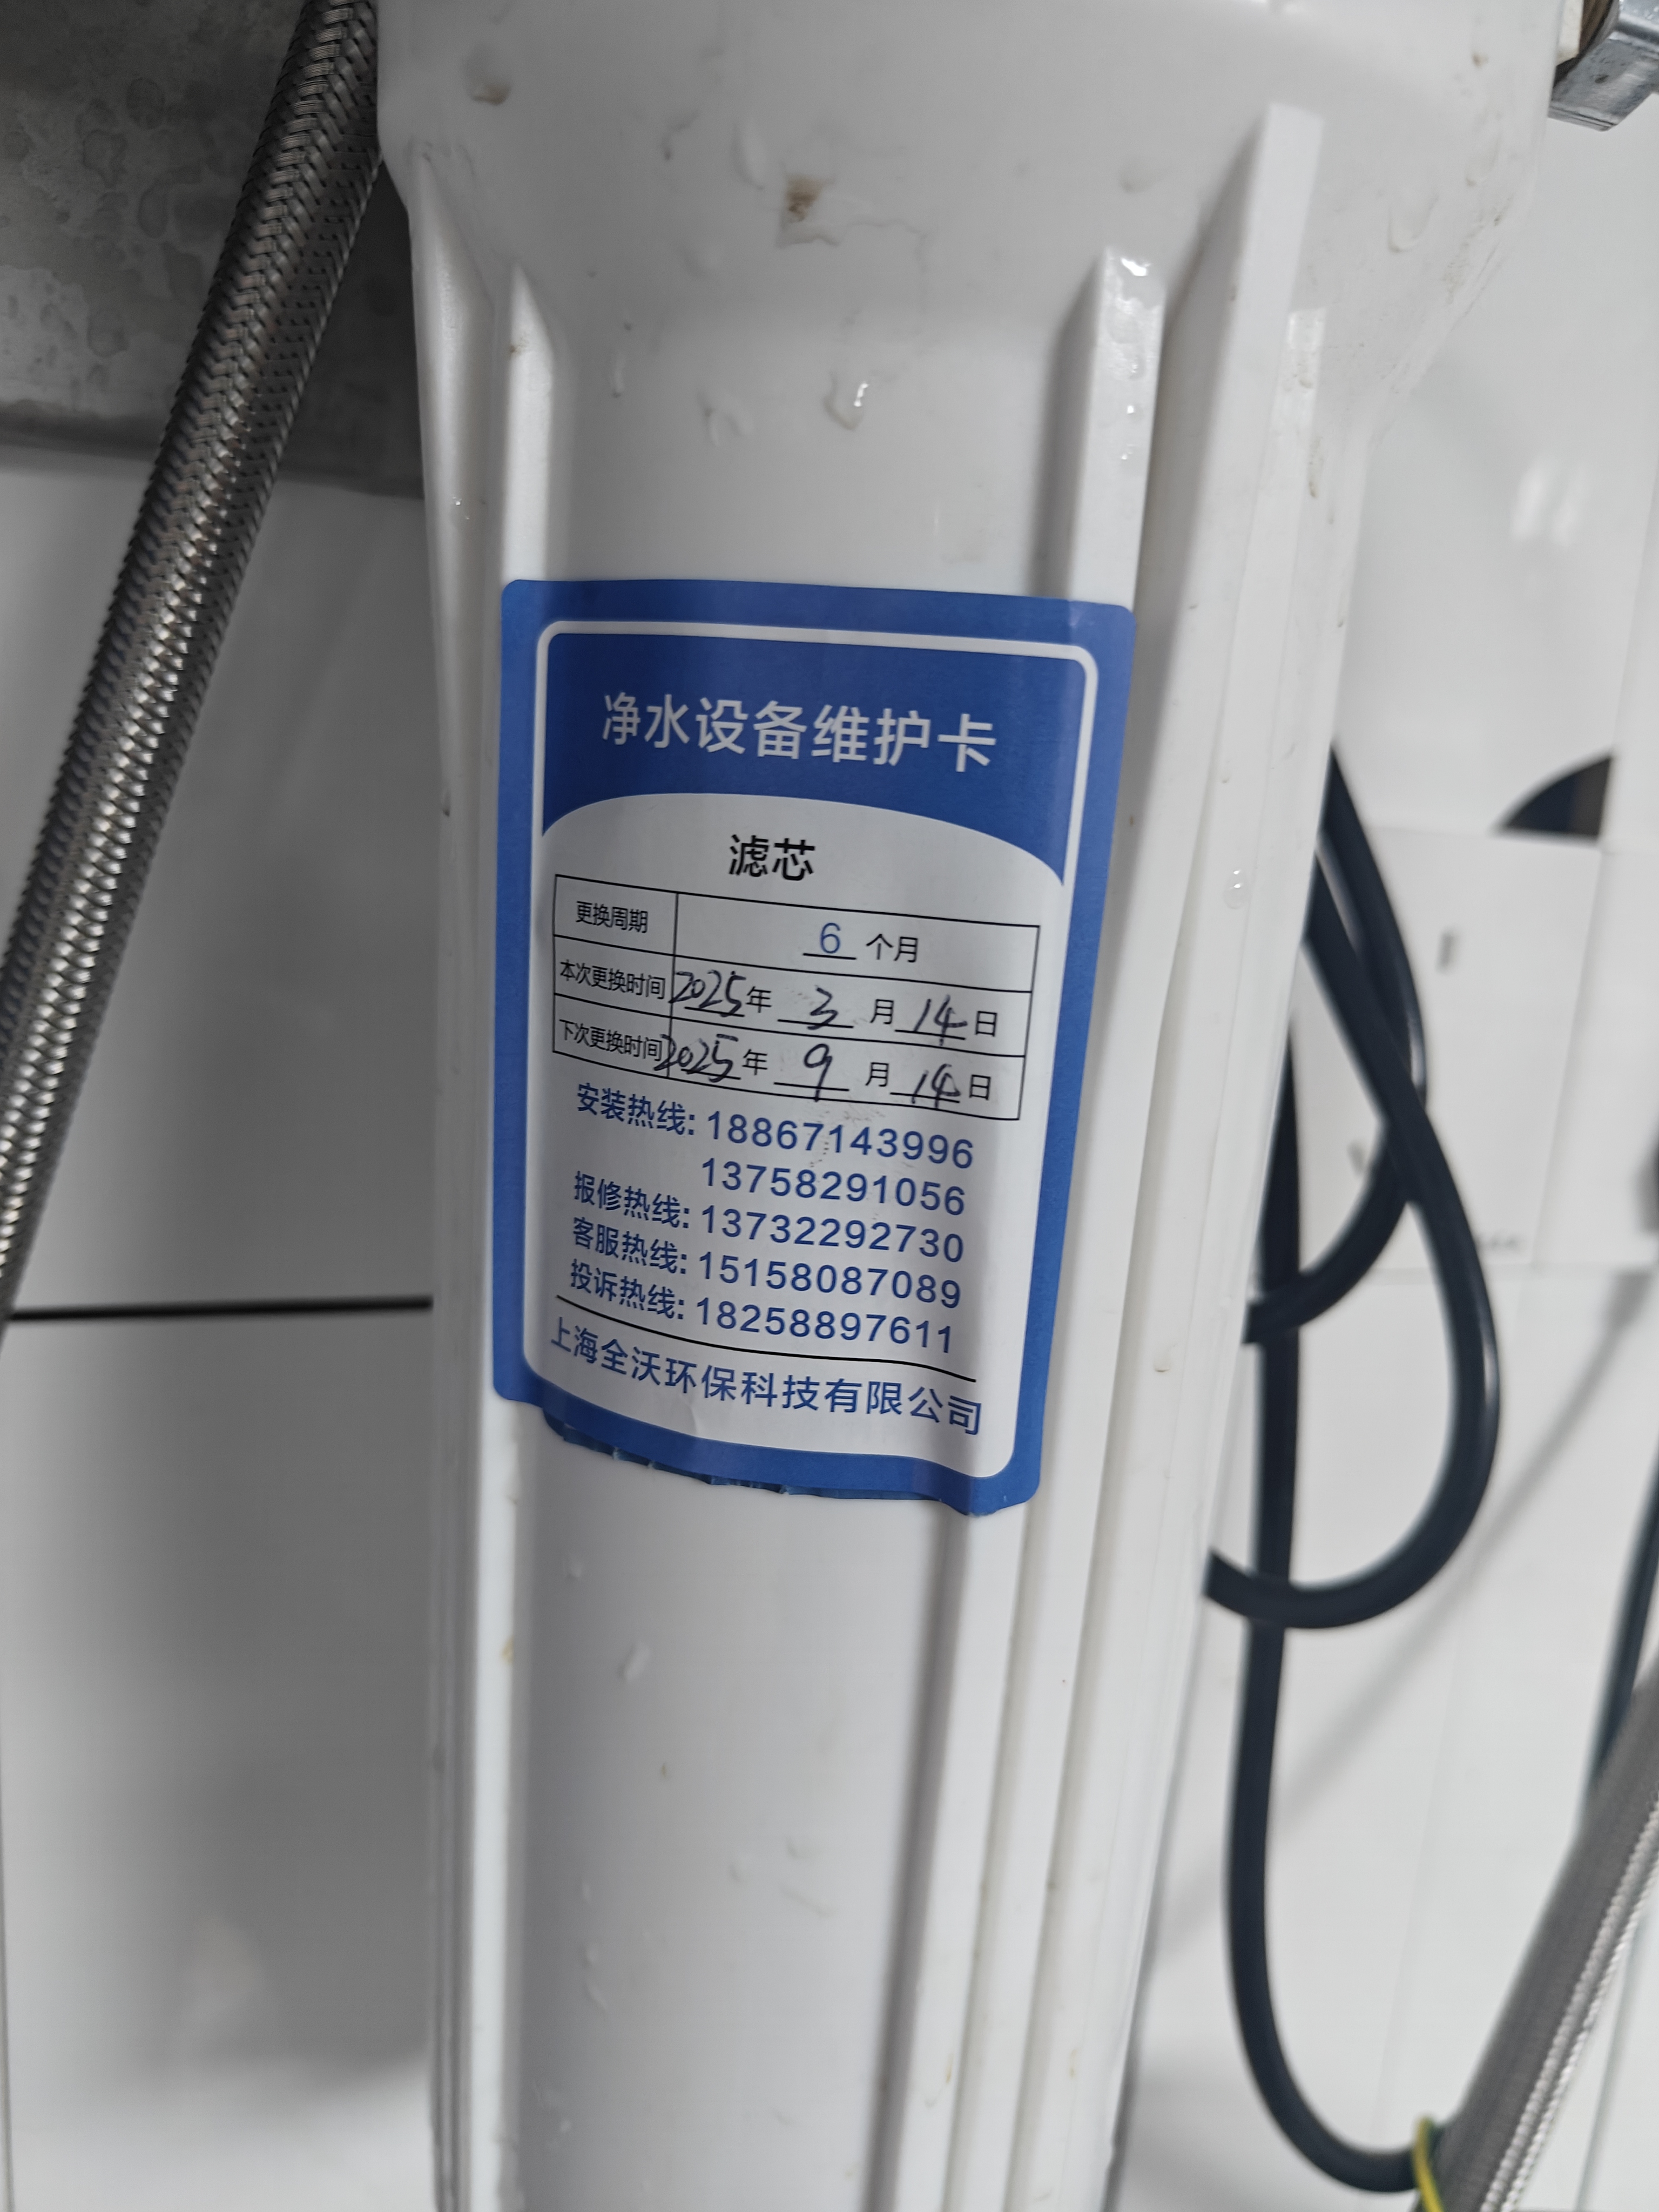 净水设备维护卡
滤芯
更换周期 6 个月
本次更换时间 2025年 3 月 14 日
下次更换时间 2025年 9 月 14 日
安装热线: 18867143996
13758291056
报修热线: 13732292730
客服热线: 15158087089
投诉热线: 18258897611
上海全沃环保科技有限公司